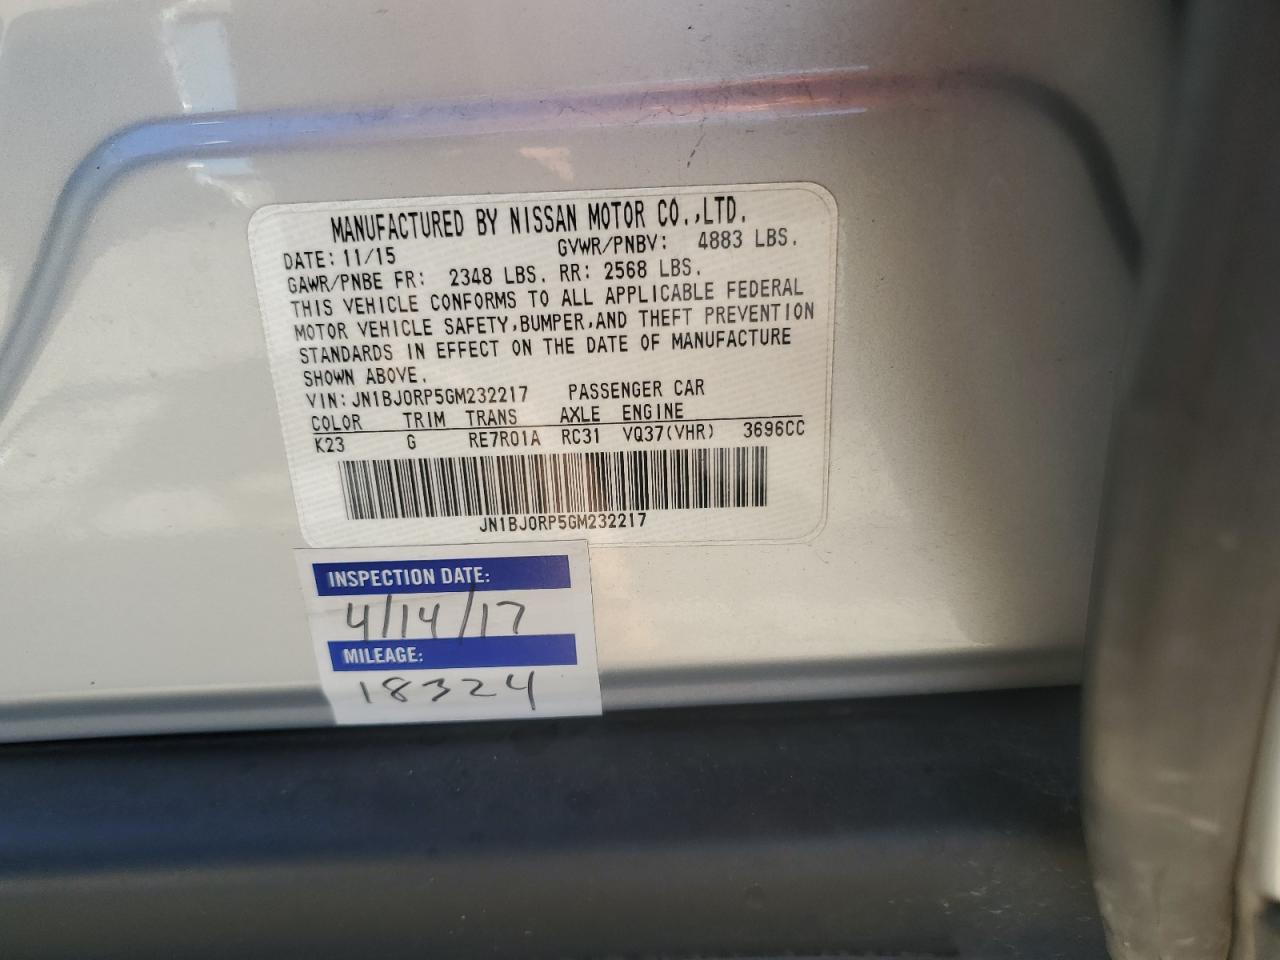 MANUFACTURED BY NISSAN MOTOR CO.,LTD.
DATE: 11/15 GVWR/PNBV: 4883 LBS.
GAWR/PNBE FR: 2348 LBS. RR: 2568 LBS.
THIS VEHICLE CONFORMS TO ALL APPLICABLE FEDERAL
MOTOR VEHICLE SAFETY,BUMPER,AND THEFT PREVENTION
STANDARDS IN EFFECT ON THE DATE OF MANUFACTURE
SHOWN ABOVE.
VIN: JN1BJ0RP5GM232217 PASSENGER CAR
COLOR TRIM TRANS AXLE ENGINE
K23 G RE7R01A RC31 VQ37(VHR) 3696CC
JN1BJ0RP5GM232217
INSPECTION DATE:
4/14/17
MILEAGE:
18324